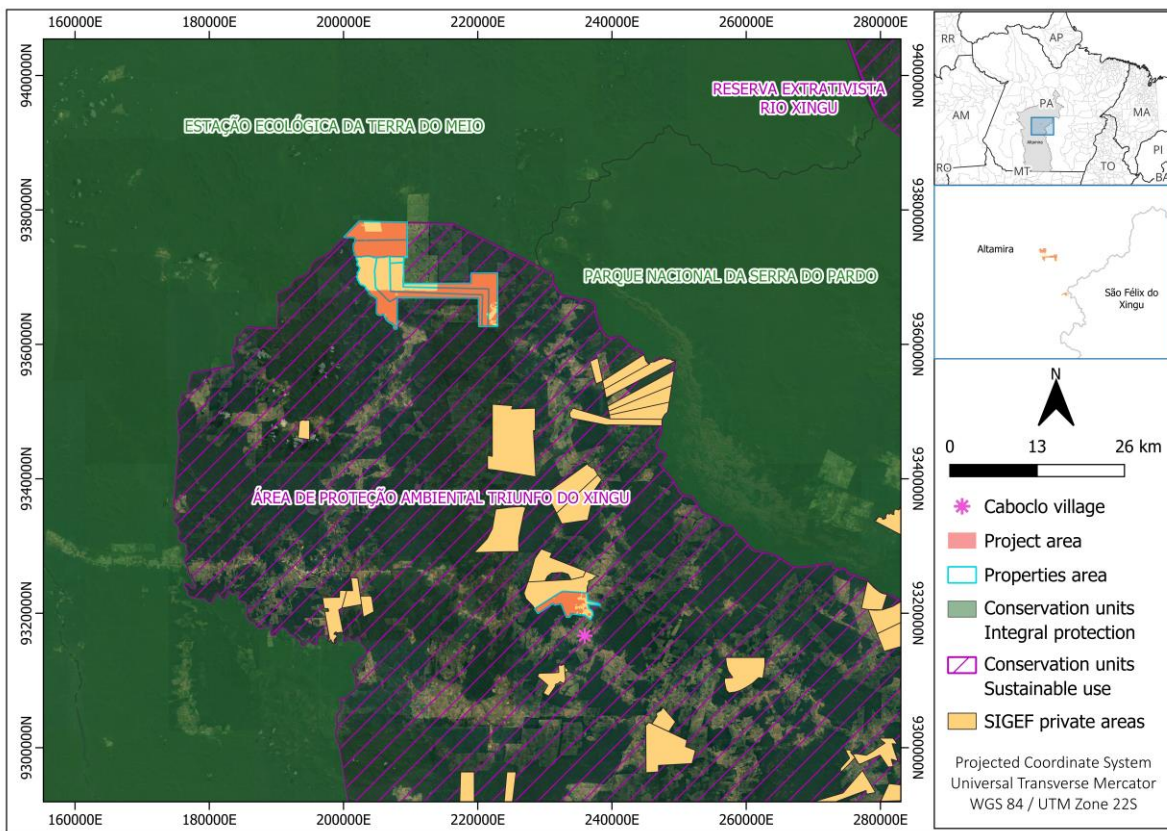 160000E
180000E
200000E
220000E
240000E
260000E
280000E
9400000N
9380000N
9360000N
9340000N
9320000N
9300000N
RESERVA EXTRATIVISTA
RIO XINGU
ESTAÇÃO ECOLÓGICA DA TERRA DO MEIO
PARQUE NACIONAL DA SERRA DO PARDO
ÁREA DE PROTEÇÃO AMBIENTAL TRIUNFO DO XINGU
9400000N
9380000N
9360000N
9340000N
9320000N
9300000N
160000E
180000E
200000E
220000E
240000E
260000E
280000E
RR
AP
AM
PA
MA
Altamira
PI
RO
MT
TO
BA
Altamira
São Félix do
Xingu
N
0
13
26 km
Caboclo village
Project area
Properties area
Conservation units
Integral protection
Conservation units
Sustainable use
SIGEF private areas
Projected Coordinate System
Universal Transverse Mercator
WGS 84 / UTM Zone 22S